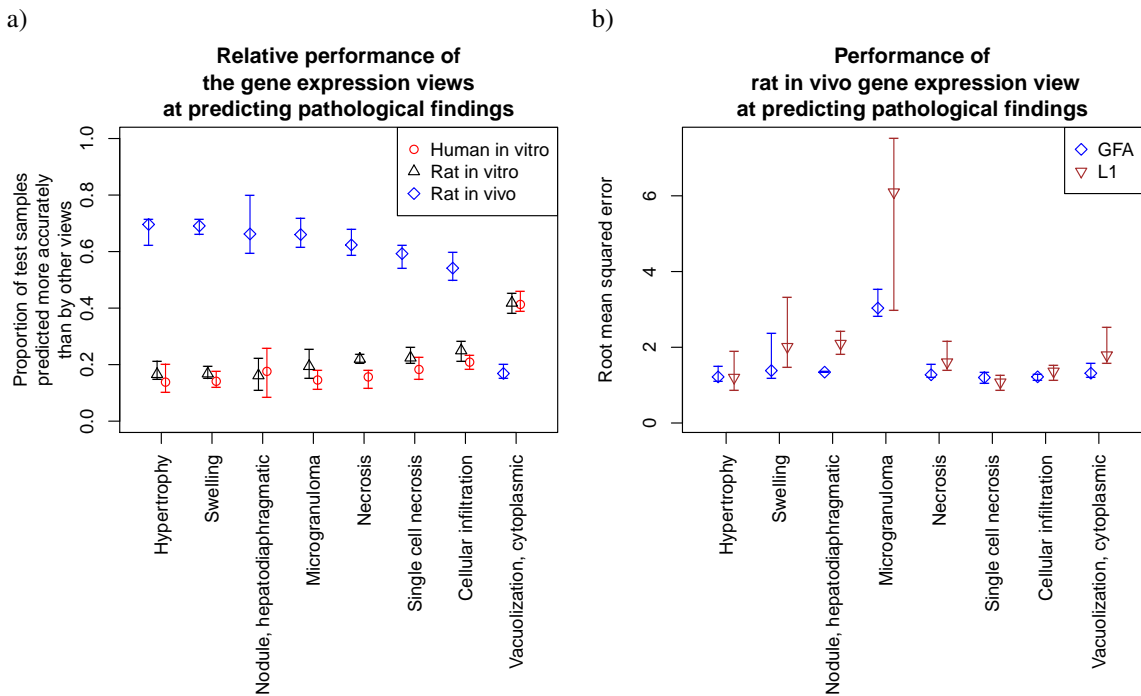 a)
Relative performance of
the gene expression views
at predicting pathological findings
Proportion of test samples
predicted more accurately
than by other views
1.0
0.8
0.6
0.4
0.2
0.0
Human in vitro
Rat in vitro
Rat in vivo
Hypertrophy
Swelling
Nodule, hepatodiaphragmatic
Microgranuloma
Necrosis
Single cell necrosis
Cellular infiltration
Vacuolization, cytoplasmic
b)
Performance of
rat in vivo gene expression view
at predicting pathological findings
Root mean squared error
6
4
2
0
GFA
L1
Hypertrophy
Swelling
Nodule, hepatodiaphragmatic
Microgranuloma
Necrosis
Single cell necrosis
Cellular infiltration
Vacuolization, cytoplasmic